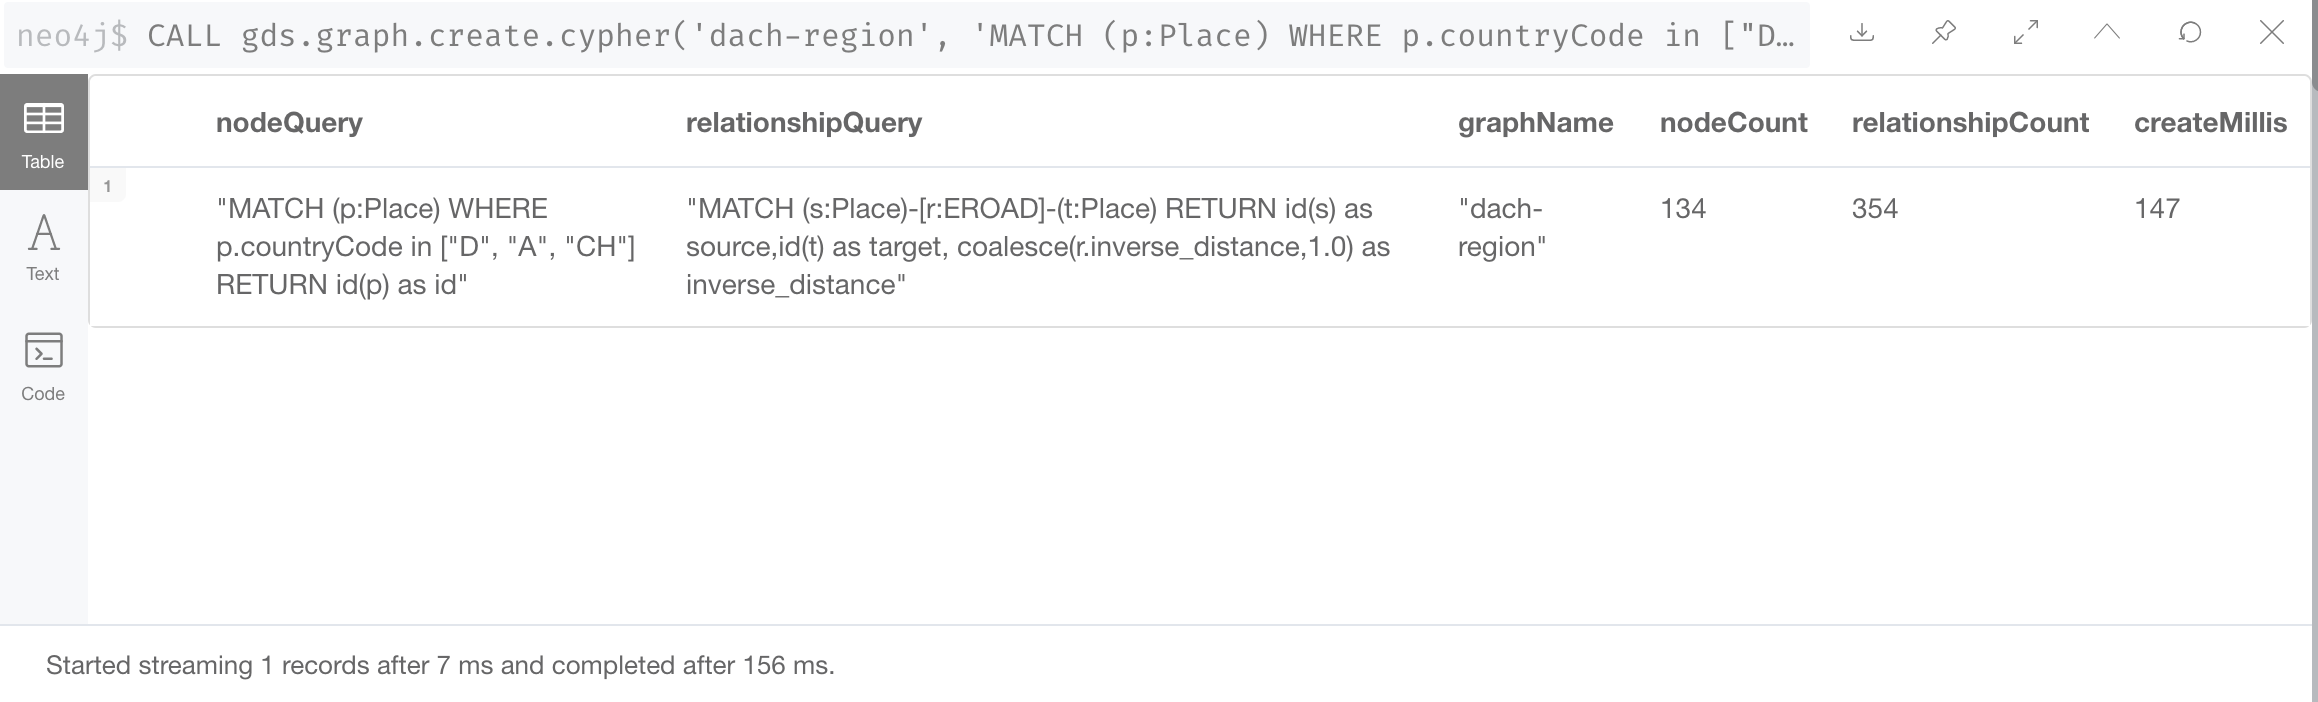 neo4j$ CALL gds.graph.create.cypher('dach-region', 'MATCH (p:Place) WHERE p.countryCode in ["D…
Table
Text
Code
nodeQuery relationshipQuery graphName nodeCount relationshipCount createMillis
1
"MATCH (p:Place) WHERE
p.countryCode in ["D", "A", "CH"]
RETURN id(p) as id"
"MATCH (s:Place)-[r:EROAD]-(t:Place) RETURN id(s) as
source,id(t) as target, coalesce(r.inverse_distance,1.0) as
inverse_distance"
"dach-
region"
134
354
147
Started streaming 1 records after 7 ms and completed after 156 ms.